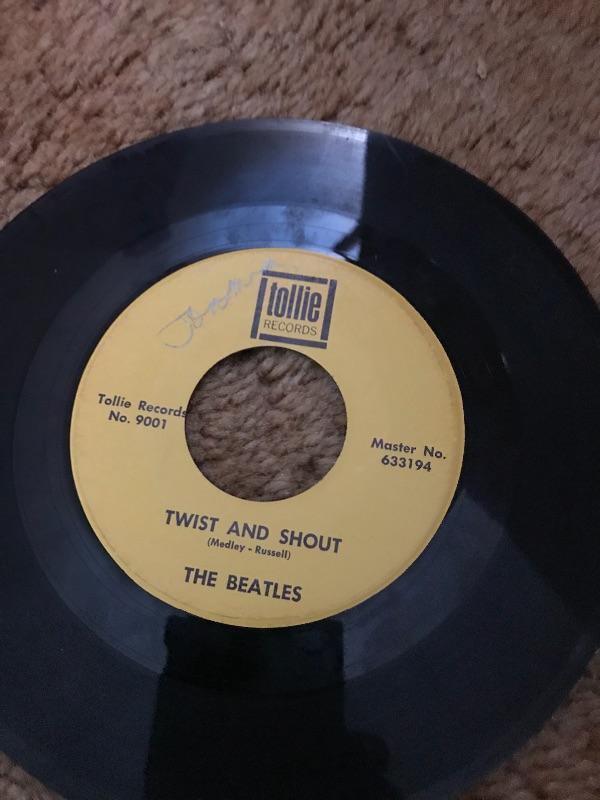 tollie
RECORDS
Tollie Records
No. 9001
Master No.
633194
TWIST AND SHOUT
(Medley - Russell)
THE BEATLES